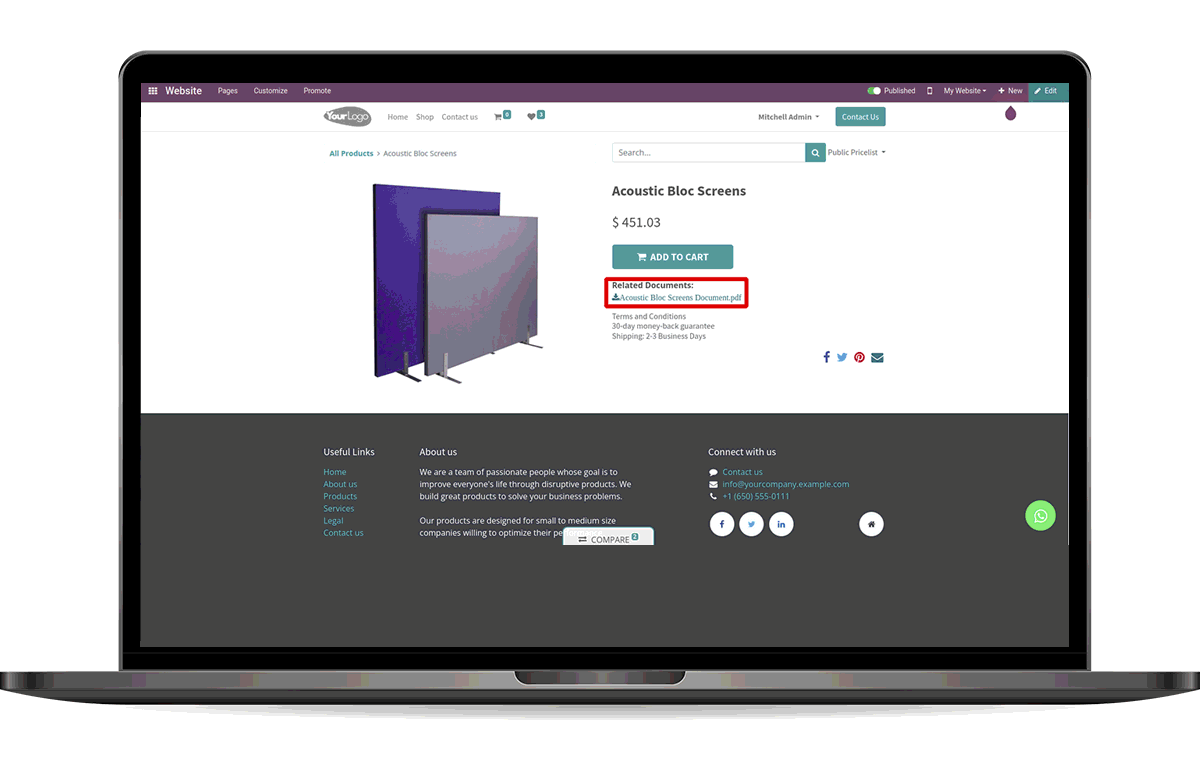 Website Pages Customize Promote Published My Website New Edit
YourLogo Home Shop Contact us 0 3 Mitchell Admin Contact Us
All Products > Acoustic Bloc Screens
Search... Public Pricelist
Acoustic Bloc Screens
$ 451.03
ADD TO CART
Related Documents:
Acoustic Bloc Screens Document.pdf
Terms and Conditions
30-day money-back guarantee
Shipping: 2-3 Business Days
Useful Links
Home
About us
Products
Services
Legal
Contact us
About us
We are a team of passionate people whose goal is to
improve everyone's life through disruptive products. We
build great products to solve your business problems.
Our products are designed for small to medium size
companies willing to optimize their
COMPARE 2
Connect with us
Contact us
info@yourcompany.example.com
+1 (650) 555-0111